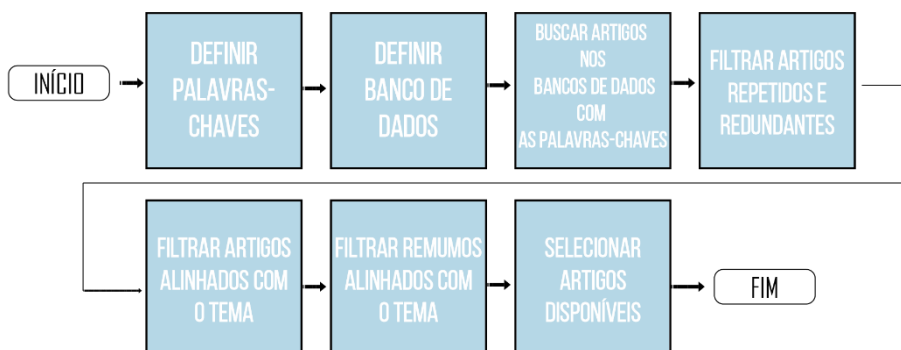 INÍCIO
DEFINIR
PALAVRAS-
CHAVES
DEFINIR
BANCO DE
DADOS
BUSCAR ARTIGOS
NOS
BANCOS DE DADOS
COM
AS PALAVRAS-CHAVES
FILTRAR ARTIGOS
REPETIDOS E
REDUNDANTES
FILTRAR ARTIGOS
ALINHADOS COM
O TEMA
FILTRAR REMUMOS
ALINHADOS COM
O TEMA
SELECIONAR
ARTIGOS
DISPONÍVEIS
FIM